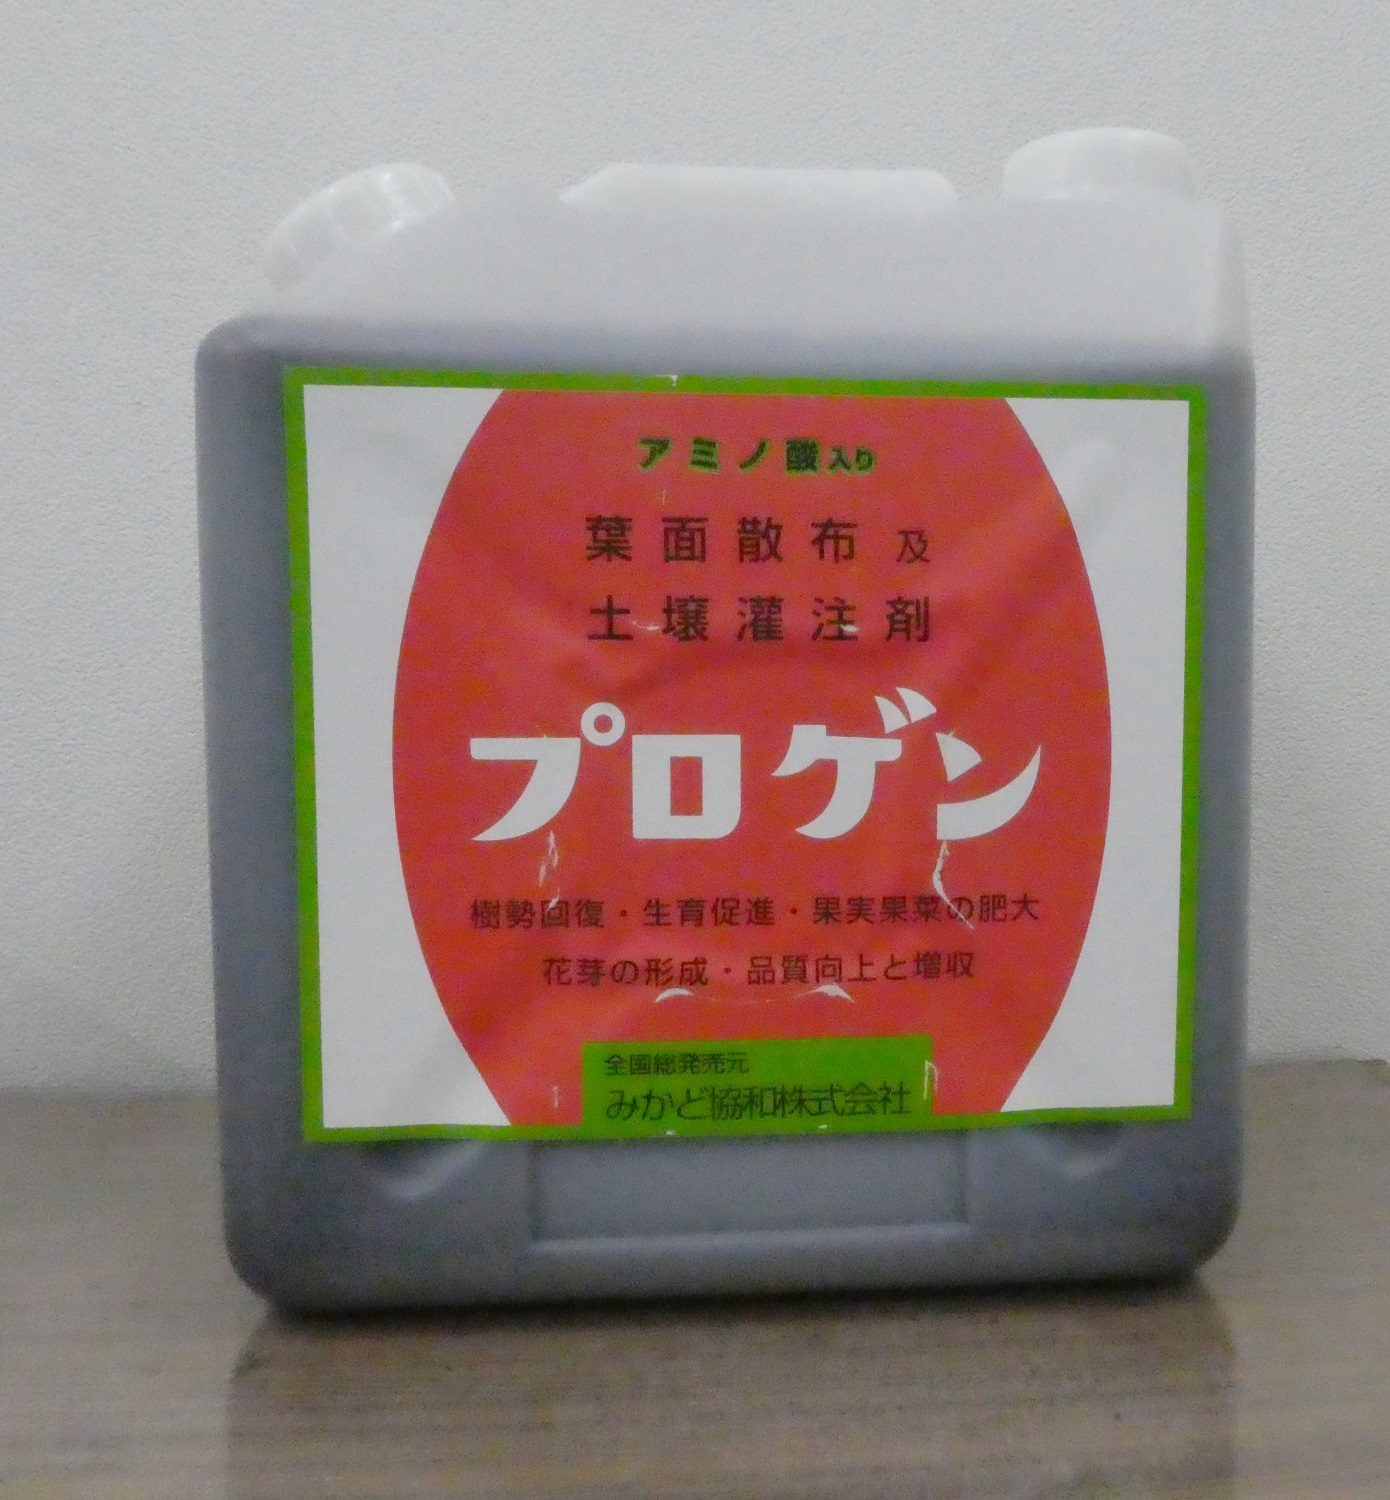 アミノ酸入り
葉面散布及
土壌灌注剤
プロゲン
樹勢回復・生育促進・果実果菜の肥大
花芽の形成・品質向上と増収
全国総発売元
みかど協和株式会社